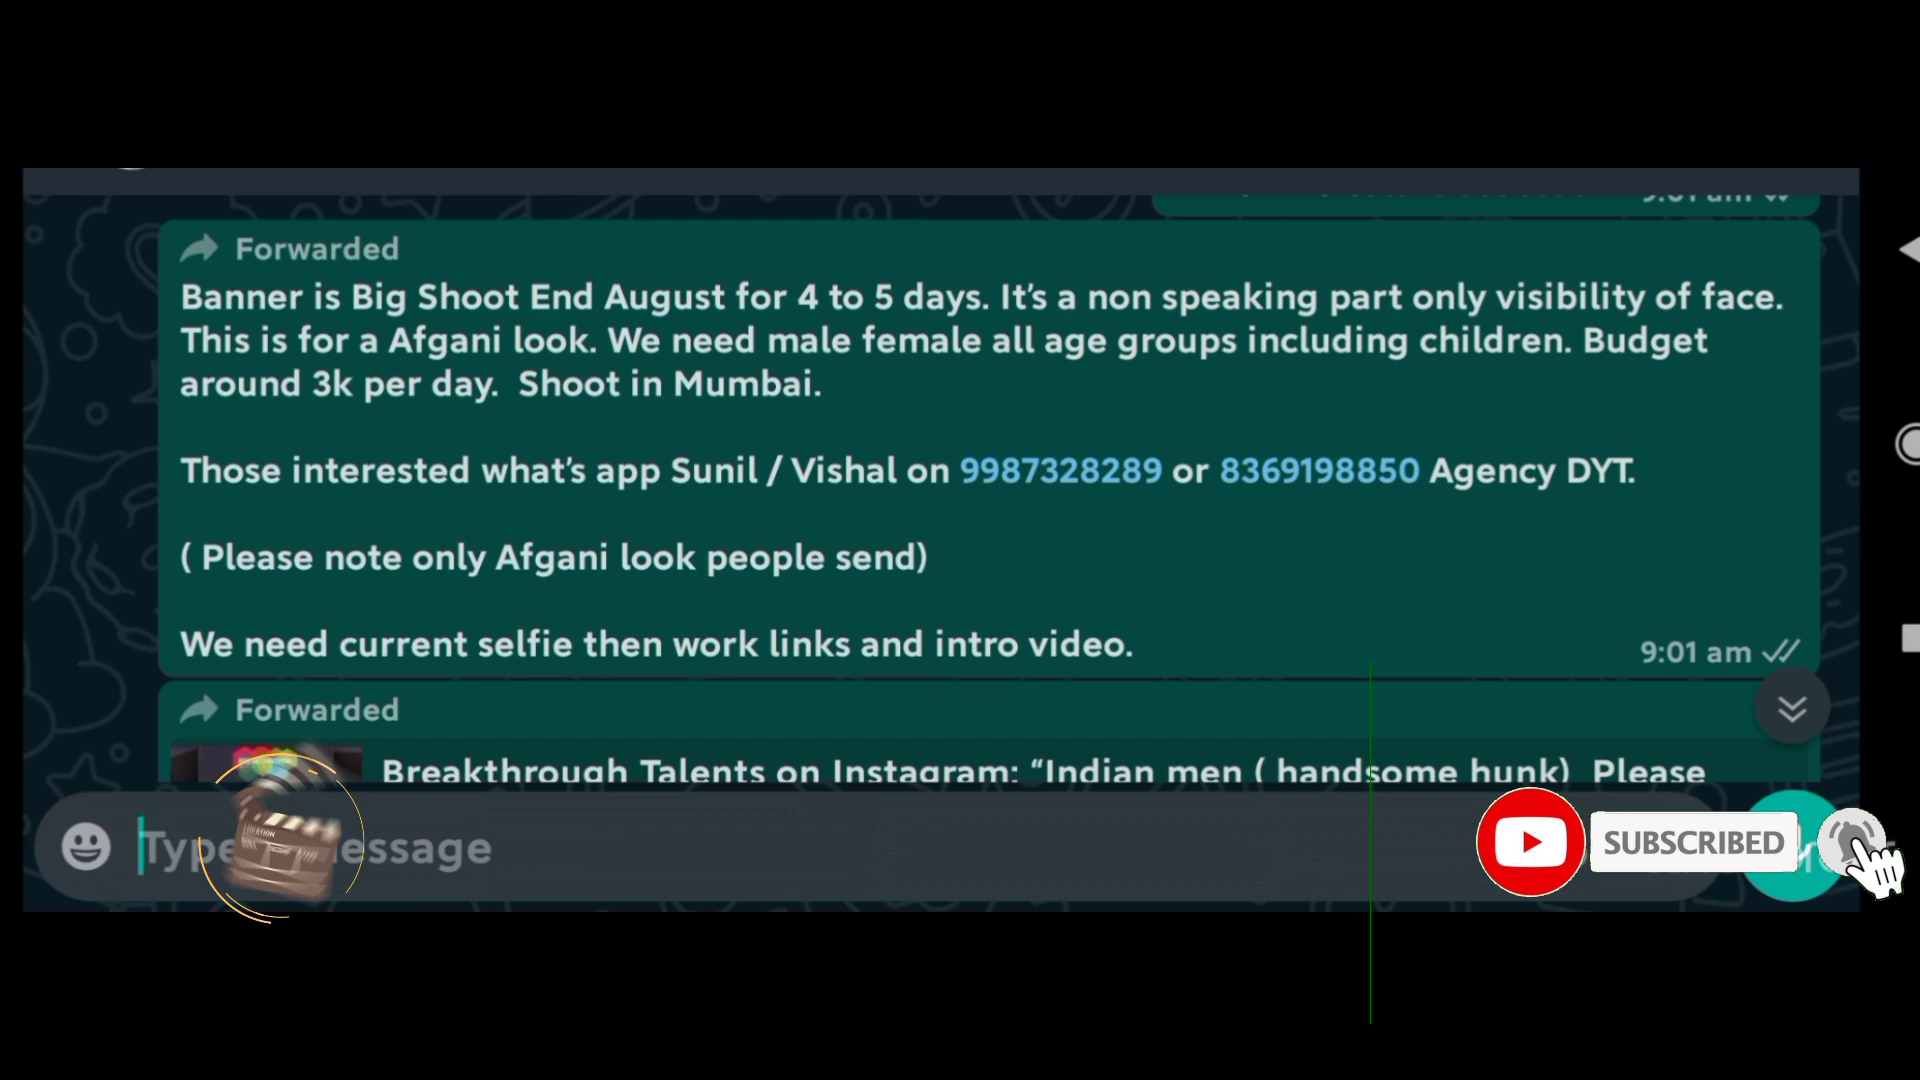 Forwarded
Banner is Big Shoot End August for 4 to 5 days. It's a non speaking part only visibility of face.
This is for a Afgani look. We need male female all age groups including children. Budget
around 3k per day. Shoot in Mumbai.
Those interested what's app Sunil / Vishal on 9987328289 or 8369198850 Agency DYT.
( Please note only Afgani look people send)
We need current selfie then work links and intro video.
9:01 am
Forwarded
Breakthrough Talents on Instagram: “Indian men ( handsome hunk) Please
Type essage
SUBSCRIBED